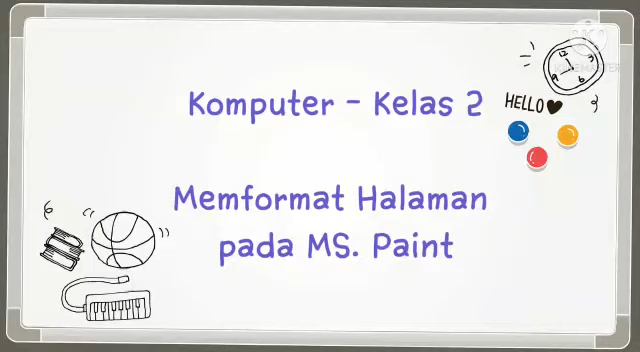 Komputer - Kelas 2
HELLO
Memformat Halaman
pada MS. Paint